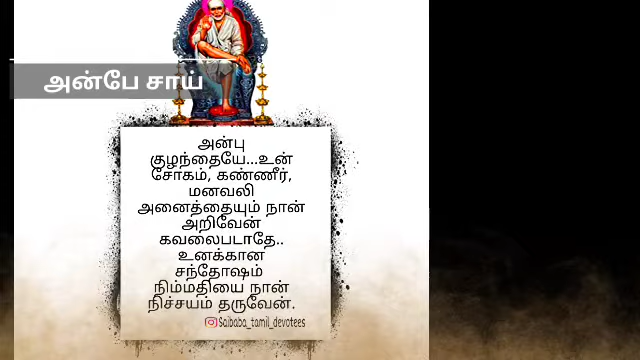 அன்பே சாய்
அன்பு
குழந்தையே...உன்
சோகம், கண்ணீர்,
மனவலி
அனைத்தையும் நான்
அறிவேன்
கவலைபடாதே..
உனக்கான
சந்தோஷம்
நிம்மதியை நான்
நிச்சயம் தருவேன்.
Saibaba_tamil_devotees